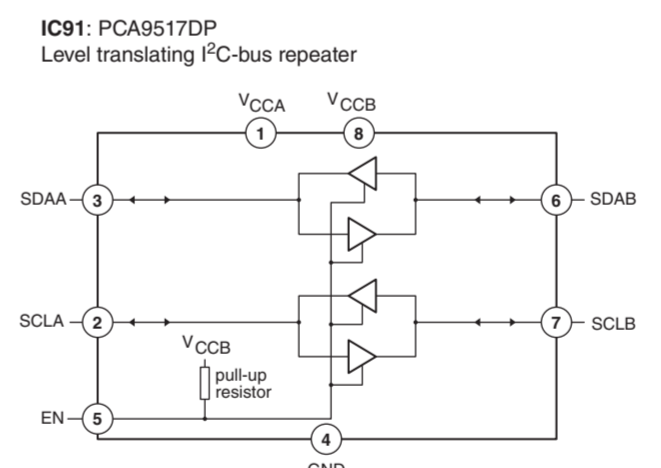 IC91: PCA9517DP
Level translating I²C-bus repeater
VCCA VCCB
1 8
SDAA 3 6 SDAB
SCLA 2 7 SCLB
VCCB
pull-up
resistor
EN 5
4
GND